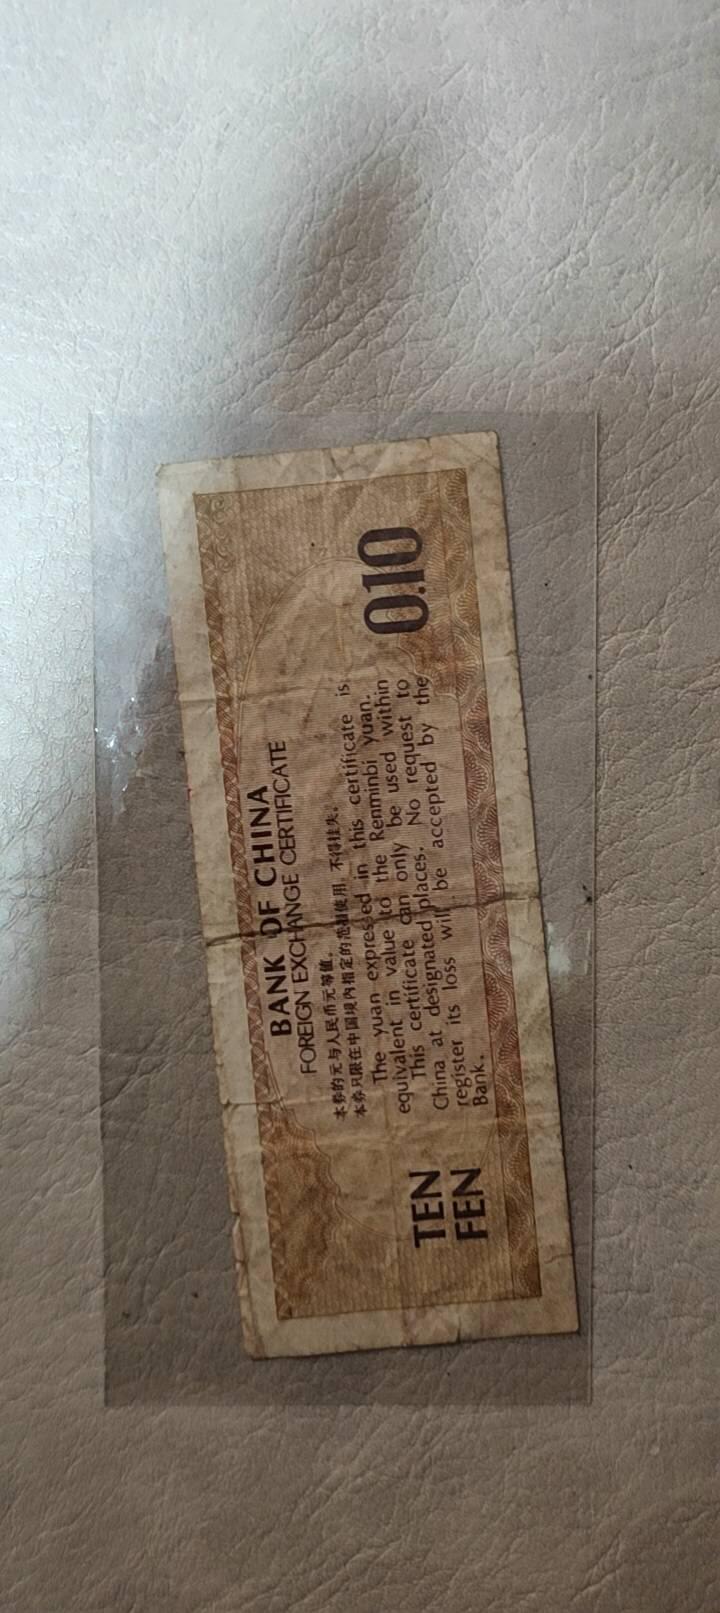 BANK OF CHINA
FOREIGN EXCHANGE CERTIFICATE
本券的元与人民币元等值。
本券只限在中国境内指定的范围使用,不得挂失。
The yuan expressed in this certificate is
equivalent in value to the Renminbi yuan.
This certificate can only be used within
China at designated places. No request to
register its loss will be accepted by the
Bank.
TEN
FEN
0.10